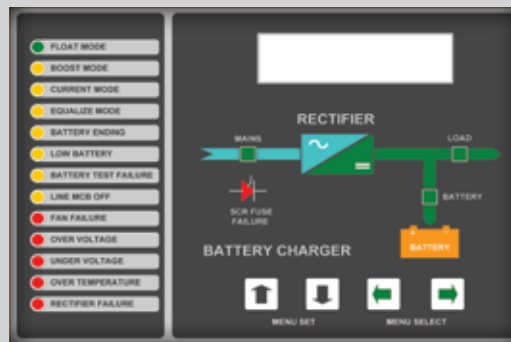 FLOAT MODE
BOOST MODE
CURRENT MODE
EQUALIZE MODE
BATTERY ENDING
LOW BATTERY
BATTERY TEST FAILURE
LINE MCB OFF
FAN FAILURE
OVER VOLTAGE
UNDER VOLTAGE
OVER TEMPERATURE
RECTIFIER FAILURE
RECTIFIER
MAINS
LOAD
SCR FUSE
FAILURE
BATTERY
BATTERY CHARGER
BATTERY
MENU SET
MENU SELECT